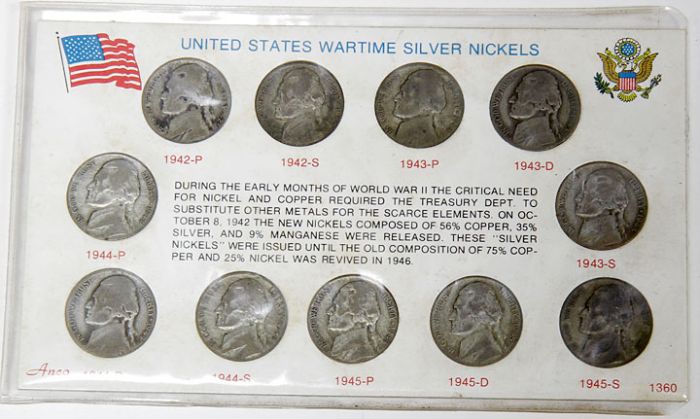 UNITED STATES WARTIME SILVER NICKELS
1942-P
1942-S
1943-P
1943-D
DURING THE EARLY MONTHS OF WORLD WAR II THE CRITICAL NEED
FOR NICKEL AND COPPER REQUIRED THE TREASURY DEPT. TO
SUBSTITUTE OTHER METALS FOR THE SCARCE ELEMENTS. ON OC-
TOBER 8, 1942 THE NEW NICKELS COMPOSED OF 56% COPPER, 35%
SILVER, AND 9% MANGANESE WERE RELEASED. THESE "SILVER
NICKELS" WERE ISSUED UNTIL THE OLD COMPOSITION OF 75% COP-
PER AND 25% NICKEL WAS REVIVED IN 1946.
1944-P
1943-S
Anco
1944-S
1945-P
1945-D
1945-S
1360